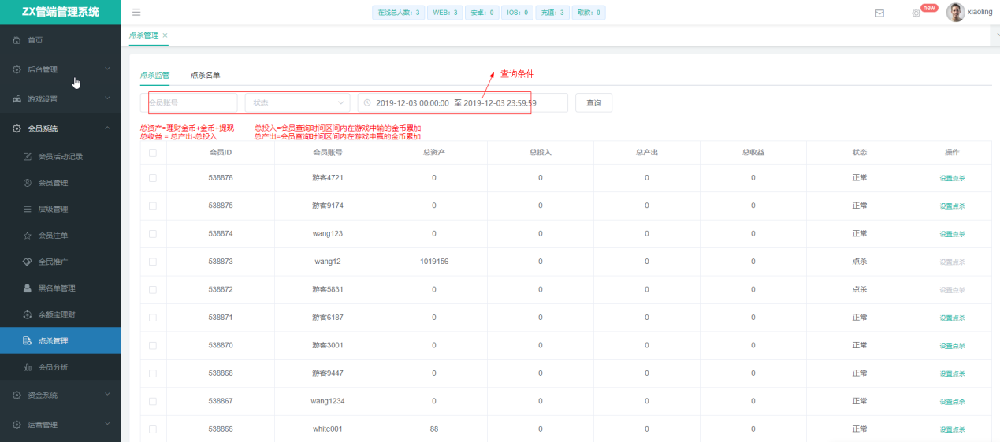 ZX管端管理系统
在线总人数：3 WEB：3 安卓：0 IOS：0 充值：3 取款：0
new
xiaoling
首页
后台管理
游戏设置
会员系统
会员活动记录
会员管理
层级管理
会员注单
全民推广
黑名单管理
余额宝理财
点杀管理
会员分析
资金系统
运营管理
点杀管理 ×
点杀监管 点杀名单
查询条件
会员账号 状态 2019-12-03 00:00:00 至 2019-12-03 23:59:59 查询
总资产=理财金币+金币+提现 总投入=会员查询时间区间内在游戏中输的金币累加
总收益 = 总产出-总投入 总产出=会员查询时间区间内在游戏中赢的金币累加
会员ID 会员账号 总资产 总投入 总产出 总收益 状态 操作
538876 游客4721 0 0 0 0 正常 设置点杀
538875 游客9174 0 0 0 0 正常 设置点杀
538874 wang123 0 0 0 0 正常 设置点杀
538873 wang12 1019156 0 0 0 点杀 设置点杀
538872 游客5831 0 0 0 0 点杀 设置点杀
538871 游客6187 0 0 0 0 正常 设置点杀
538870 游客3001 0 0 0 0 正常 设置点杀
538868 游客9447 0 0 0 0 正常 设置点杀
538867 wang1234 0 0 0 0 正常 设置点杀
538866 white001 88 0 0 0 正常 设置点杀